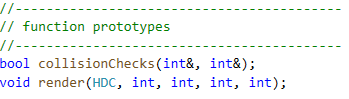 //------------------------------------------
// function prototypes
//------------------------------------------
bool collisionChecks(int&, int&);
void render(HDC, int, int, int, int);